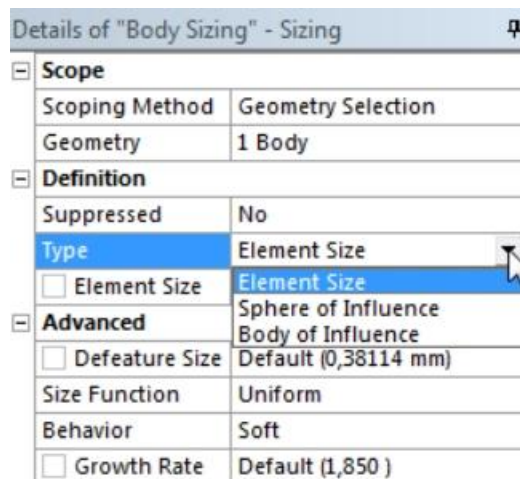 Details of "Body Sizing" - Sizing
Scope
Scoping Method Geometry Selection
Geometry 1 Body
Definition
Suppressed No
Type Element Size
Element Size Element Size
Sphere of Influence
Advanced Body of Influence
Defeature Size Default (0,38114 mm)
Size Function Uniform
Behavior Soft
Growth Rate Default (1,850 )